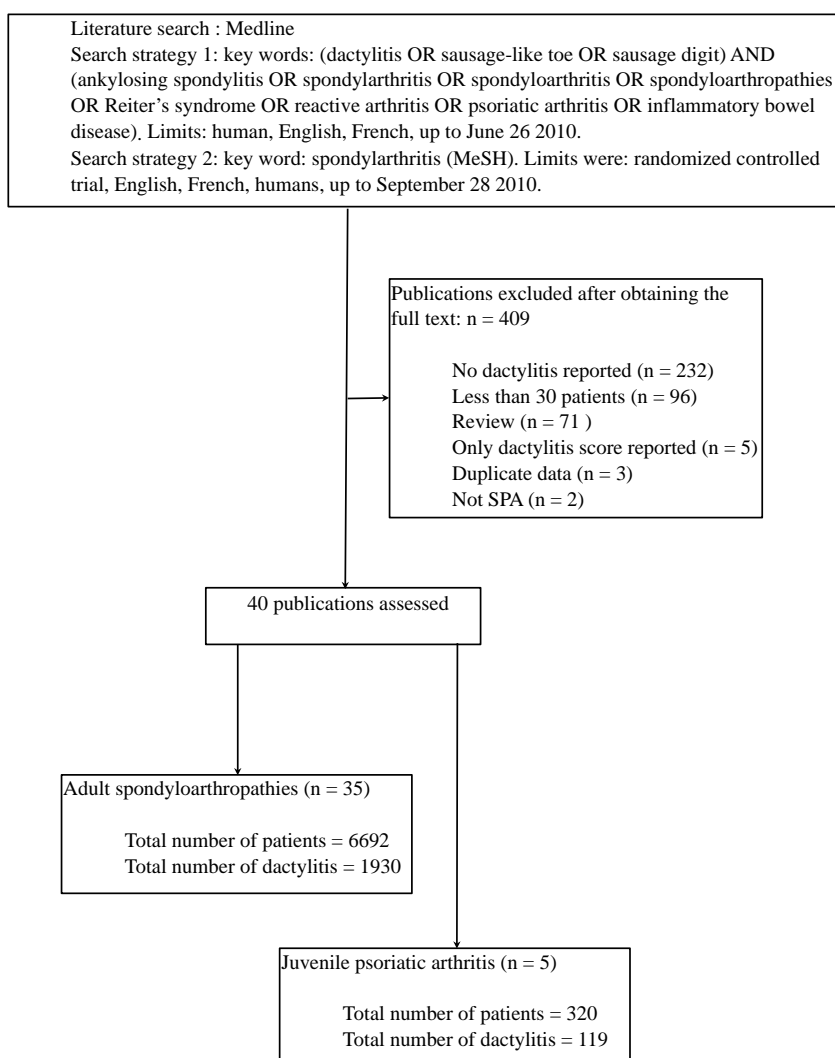 Literature search : Medline
Search strategy 1: key words: (dactylitis OR sausage-like toe OR sausage digit) AND
(ankylosing spondylitis OR spondylarthritis OR spondyloarthritis OR spondyloarthropathies
OR Reiter’s syndrome OR reactive arthritis OR psoriatic arthritis OR inflammatory bowel
disease). Limits: human, English, French, up to June 26 2010.
Search strategy 2: key word: spondylarthritis (MeSH). Limits were: randomized controlled
trial, English, French, humans, up to September 28 2010.
Publications excluded after obtaining the
full text: n = 409
No dactylitis reported (n = 232)
Less than 30 patients (n = 96)
Review (n = 71 )
Only dactylitis score reported (n = 5)
Duplicate data (n = 3)
Not SPA (n = 2)
40 publications assessed
Adult spondyloarthropathies (n = 35)
Total number of patients = 6692
Total number of dactylitis = 1930
Juvenile psoriatic arthritis (n = 5)
Total number of patients = 320
Total number of dactylitis = 119